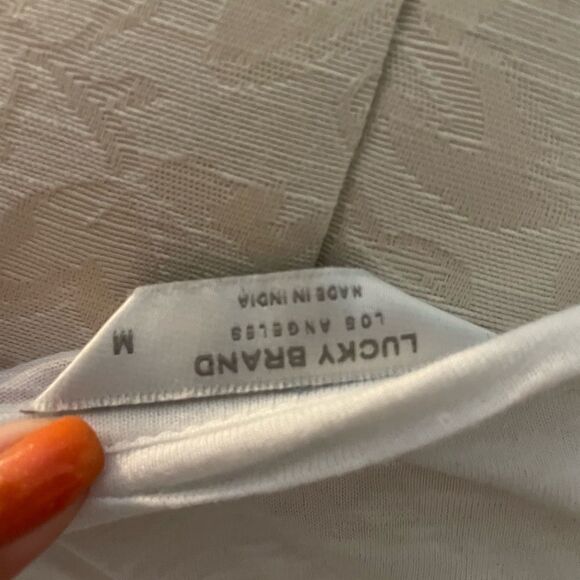 LUCKY BRAND
LOS ANGELES
MADE IN INDIA
M